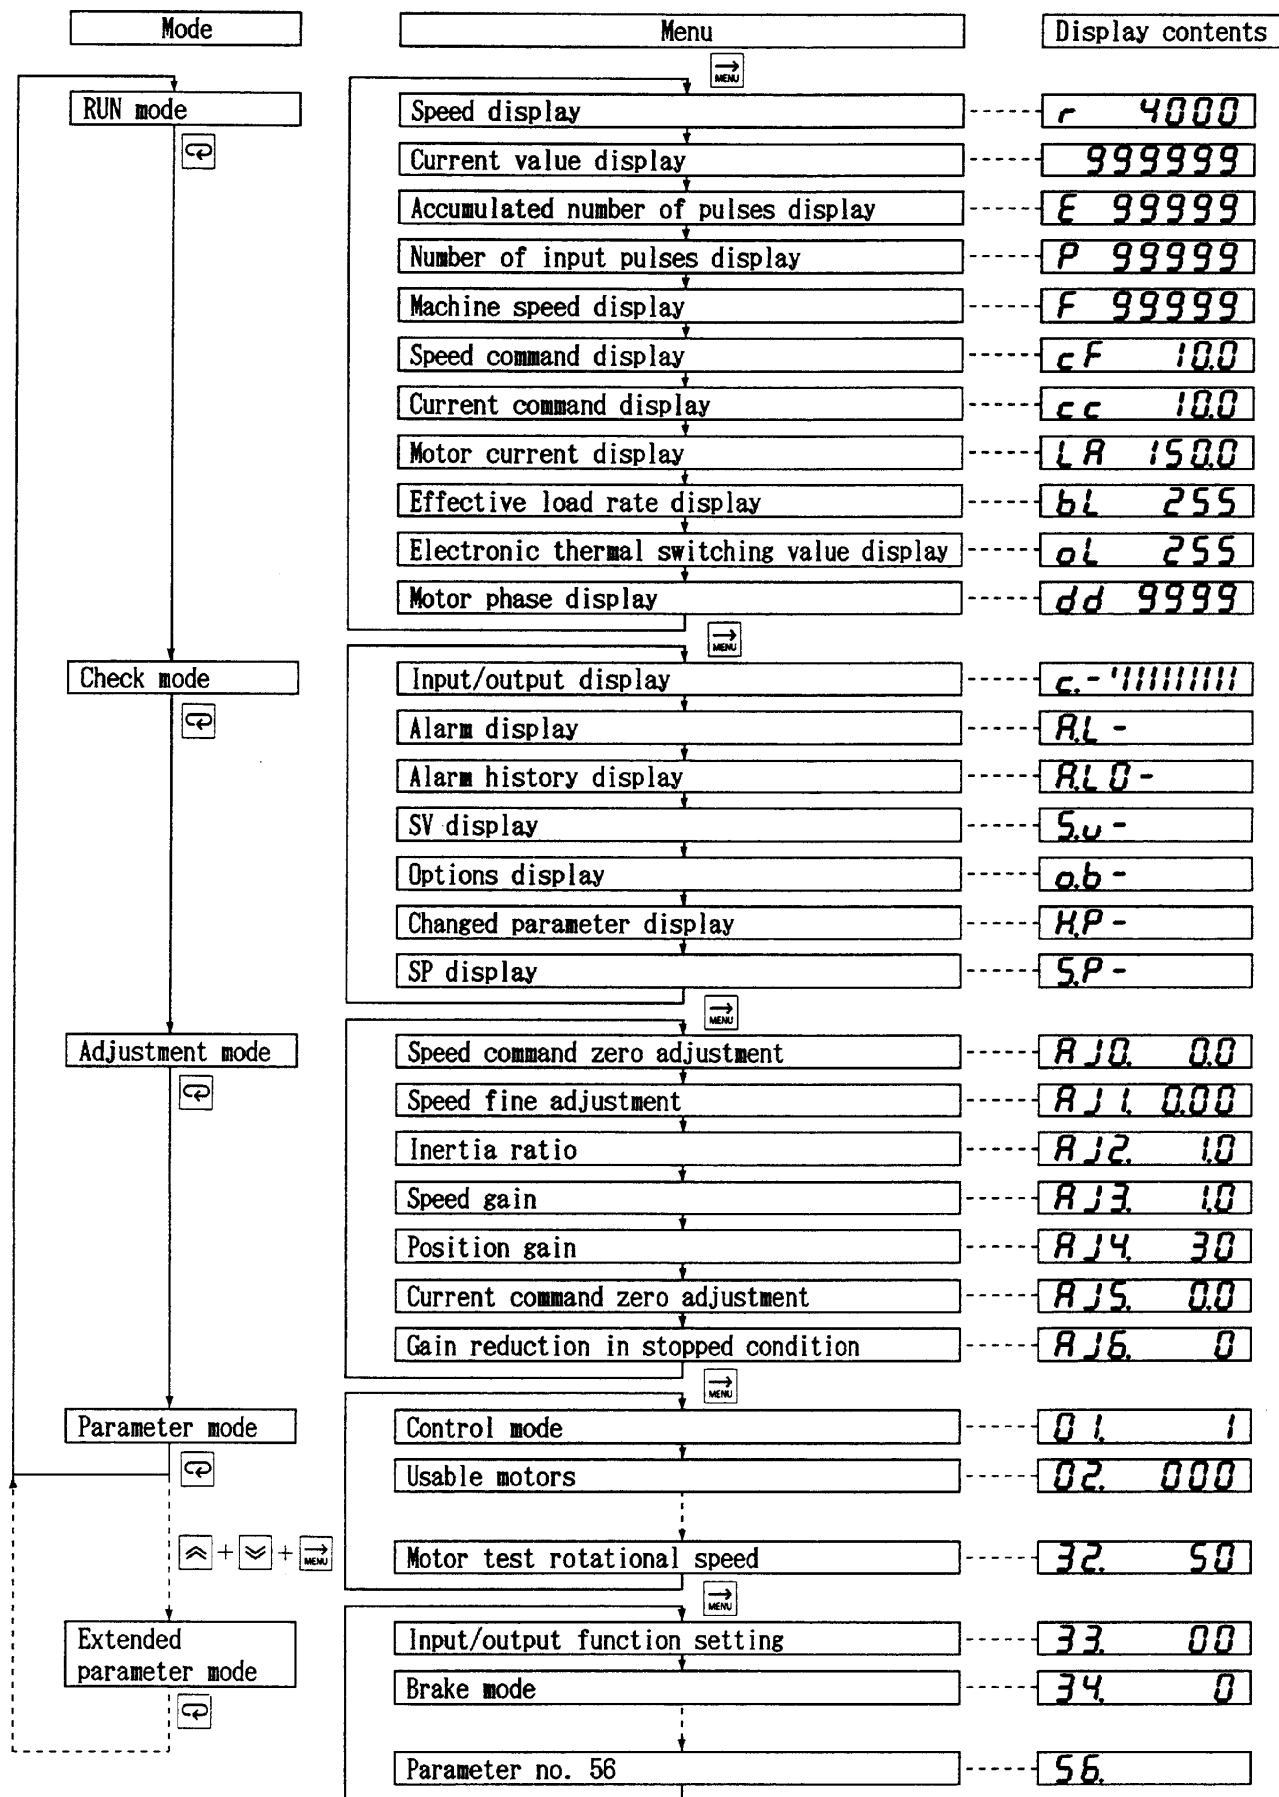 Mode Menu Display contents
MENU
RUN mode Speed display r 4000
Current value display 999999
Accumulated number of pulses display E 99999
Number of input pulses display P 99999
Machine speed display F 99999
Speed command display cF 10.0
Current command display cc 10.0
Motor current display LA 150.0
Effective load rate display bL 255
Electronic thermal switching value display oL 255
Motor phase display dd 9999
MENU
Check mode Input/output display c.-
Alarm display A.L -
Alarm history display A.L 0 -
SV display S.u -
Options display o.b -
Changed parameter display H.P -
SP display S.P -
MENU
Adjustment mode Speed command zero adjustment AJ0. 0.0
Speed fine adjustment AJ1. 0.00
Inertia ratio AJ2. 1.0
Speed gain AJ3. 1.0
Position gain AJ4. 30
Current command zero adjustment AJ5. 0.0
Gain reduction in stopped condition AJ6. 0
MENU
Parameter mode Control mode 01. 1
Usable motors 02. 000
+ + MENU
Motor test rotational speed 32. 50
MENU
Extended Input/output function setting 33. 00
parameter mode Brake mode 34. 0
Parameter no. 56 56.